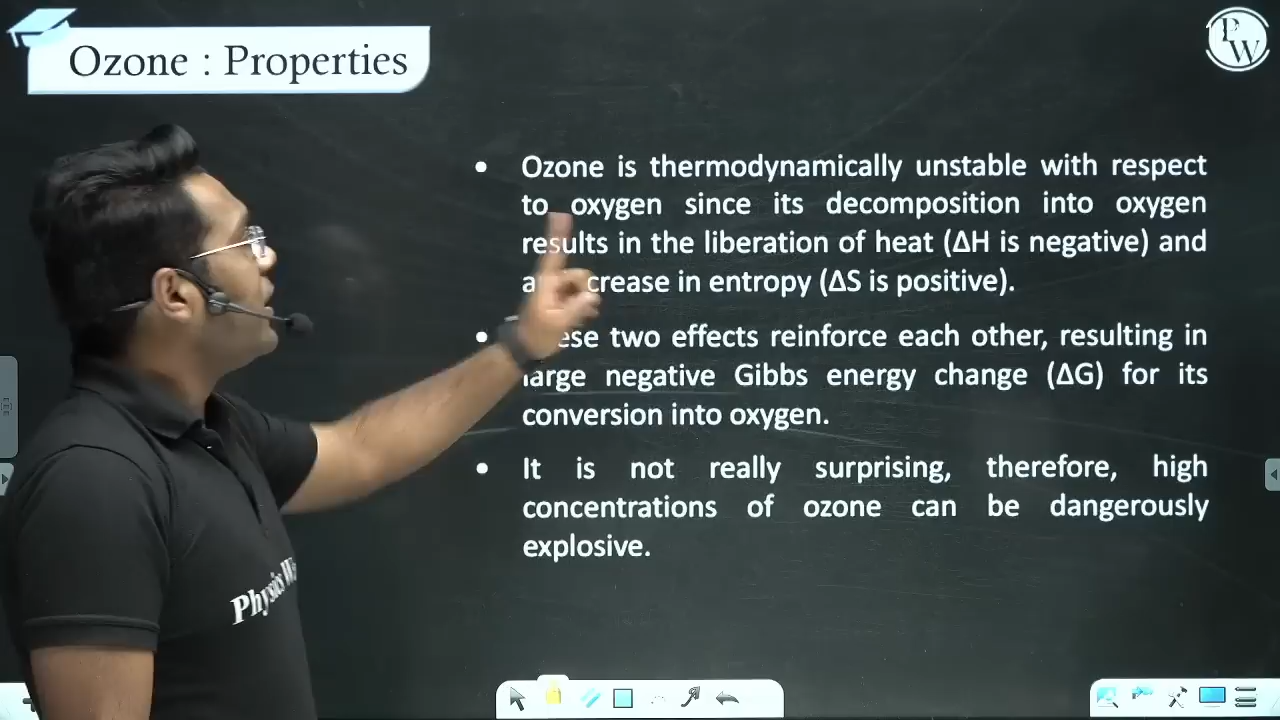 Ozone : Properties
PW
• Ozone is thermodynamically unstable with respect
to oxygen since its decomposition into oxygen
results in the liberation of heat (ΔH is negative) and
a crease in entropy (ΔS is positive).
• ese two effects reinforce each other, resulting in
large negative Gibbs energy change (ΔG) for its
conversion into oxygen.
• It is not really surprising, therefore, high
concentrations of ozone can be dangerously
explosive.
Physics W